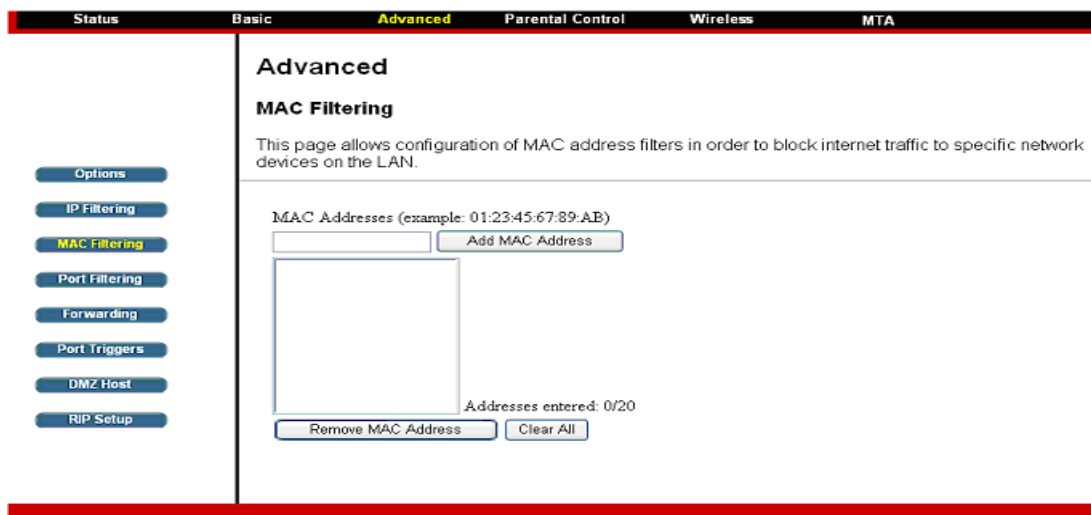 Status Basic Advanced Parental Control Wireless MTA
Advanced
MAC Filtering
This page allows configuration of MAC address filters in order to block internet traffic to specific network
devices on the LAN.
Options
IP Filtering
MAC Filtering
Port Filtering
Forwarding
Port Triggers
DMZ Host
RIP Setup
MAC Addresses (example: 01:23:45:67:89:AB)
Add MAC Address
Addresses entered: 0/20
Remove MAC Address Clear All